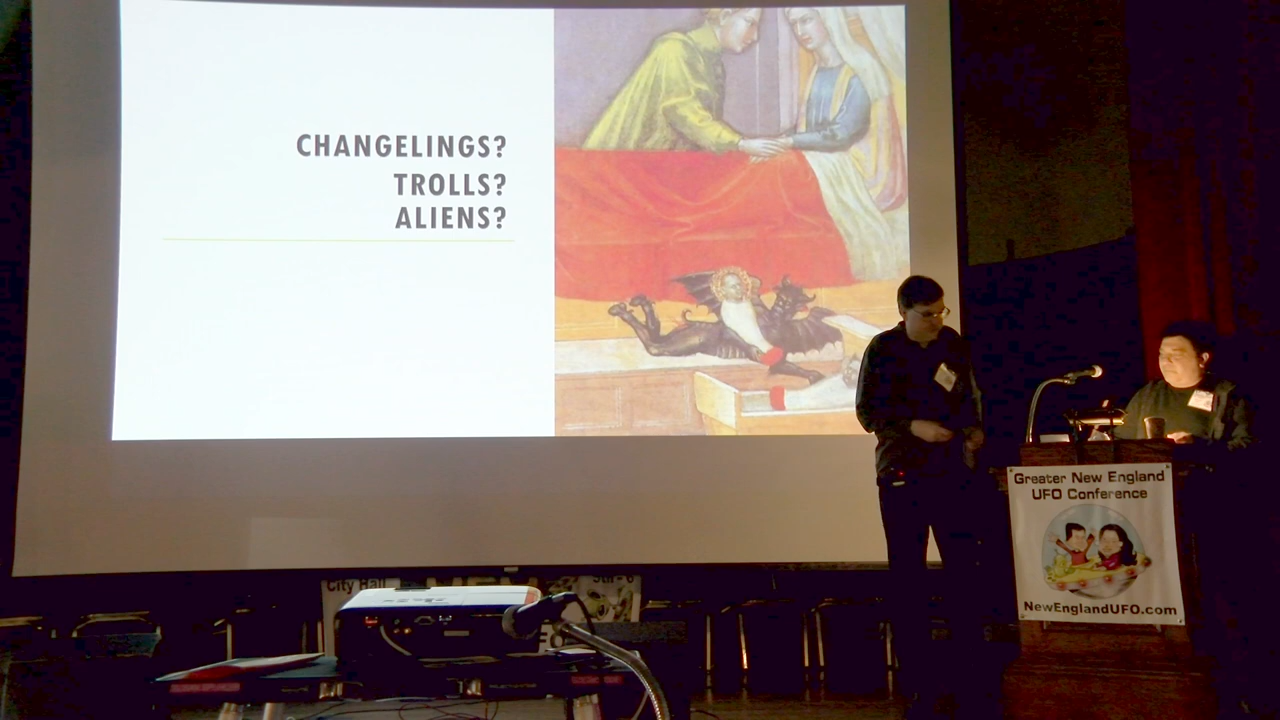 CHANGELINGS?
TROLLS?
ALIENS?
Greater New England
UFO Conference
NewEnglandUFO.com
City Hall